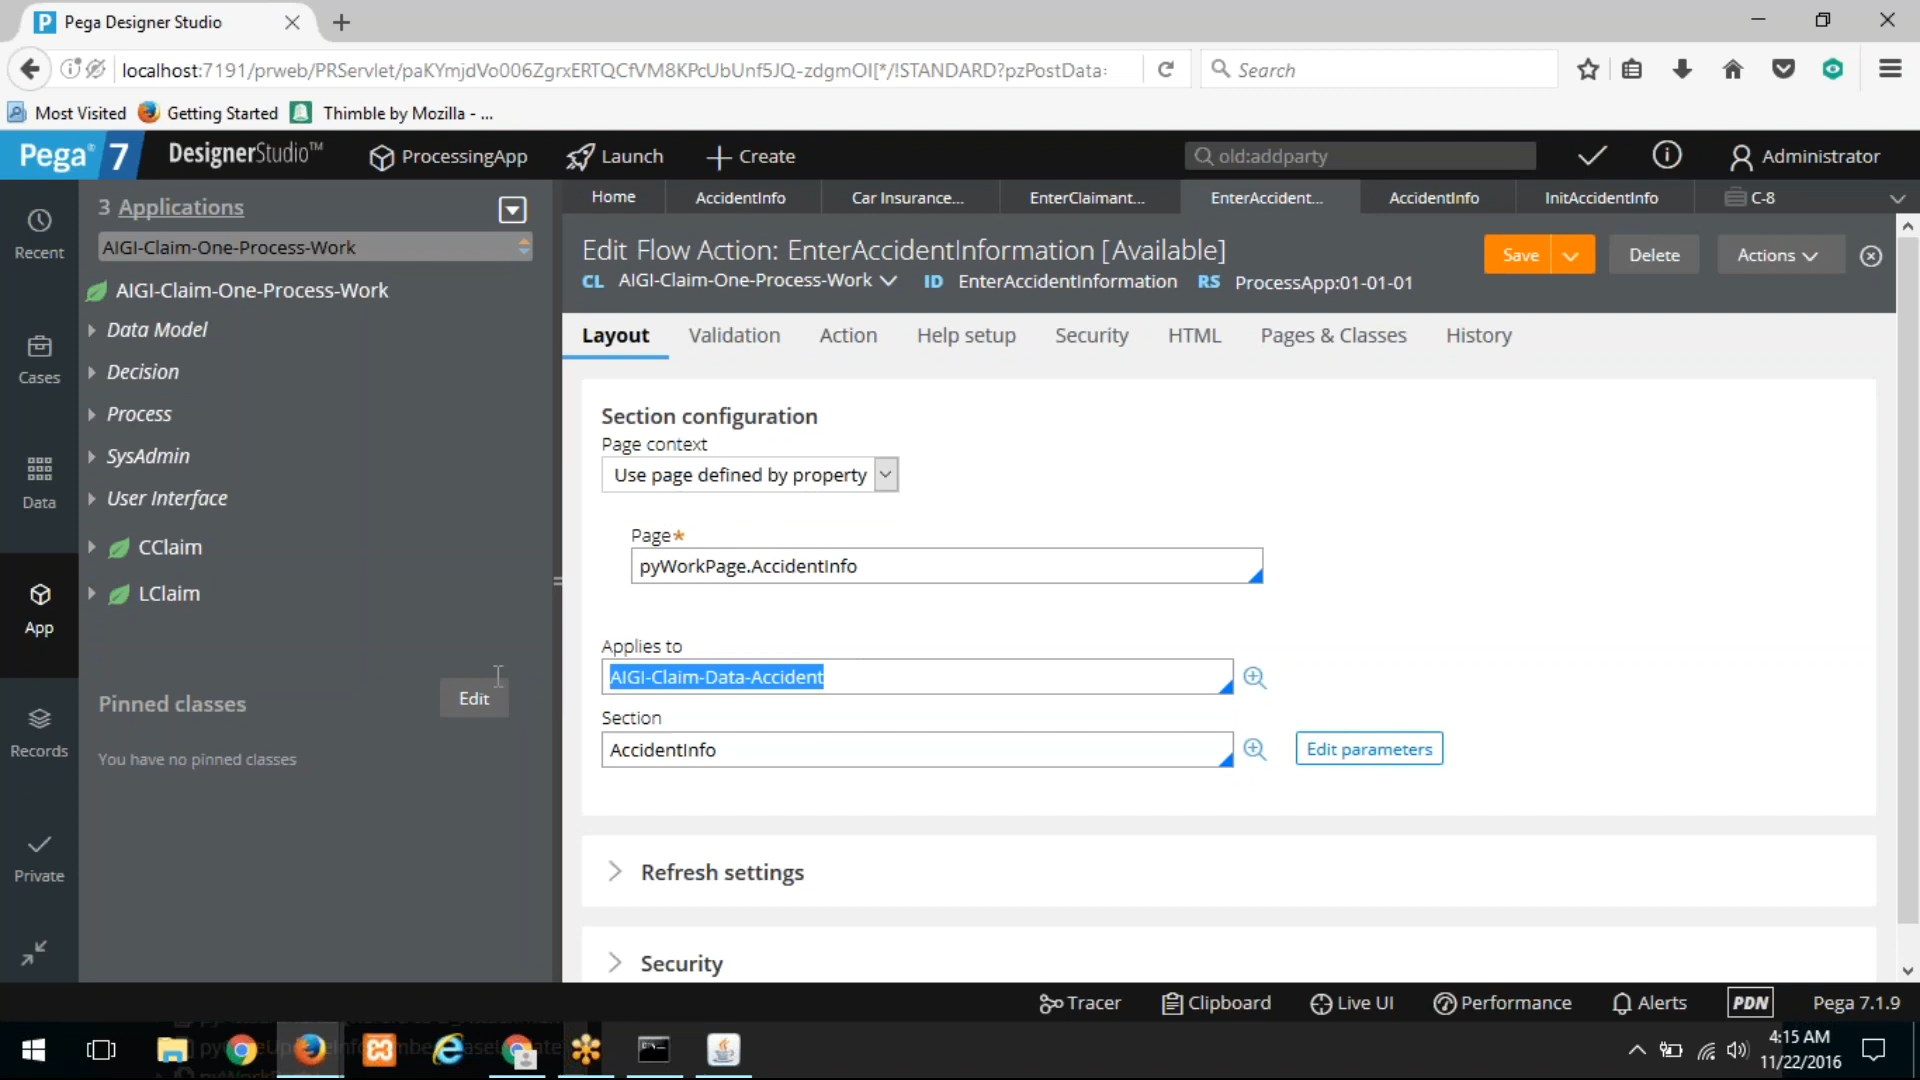 Pega Designer Studio
localhost:7191/prweb/PRServlet/paKYmjdVo006ZgrxERTQCfVM8KPcUbUnf5JQ-zdgmOI[*/!STANDARD?pzPostData:
Search
Most Visited
Getting Started
Thimble by Mozilla - ...
Pega 7
DesignerStudio™
ProcessingApp
Launch
Create
old:addparty
Administrator
Recent
Cases
Data
App
Records
Private
3 Applications
AIGI-Claim-One-Process-Work
AIGI-Claim-One-Process-Work
Data Model
Decision
Process
SysAdmin
User Interface
CClaim
LClaim
Pinned classes
Edit
You have no pinned classes
Home
AccidentInfo
Car Insurance...
EnterClaimant...
EnterAccident...
AccidentInfo
InitAccidentInfo
C-8
Edit Flow Action: EnterAccidentInformation [Available]
CL AIGI-Claim-One-Process-Work ID EnterAccidentInformation RS ProcessApp:01-01-01
Save
Delete
Actions
Layout
Validation
Action
Help setup
Security
HTML
Pages & Classes
History
Section configuration
Page context
Use page defined by property
Page*
pyWorkPage.AccidentInfo
Applies to
AIGI-Claim-Data-Accident
Section
AccidentInfo
Edit parameters
Refresh settings
Security
Tracer
Clipboard
Live UI
Performance
Alerts
PDN
Pega 7.1.9
4:15 AM
11/22/2016